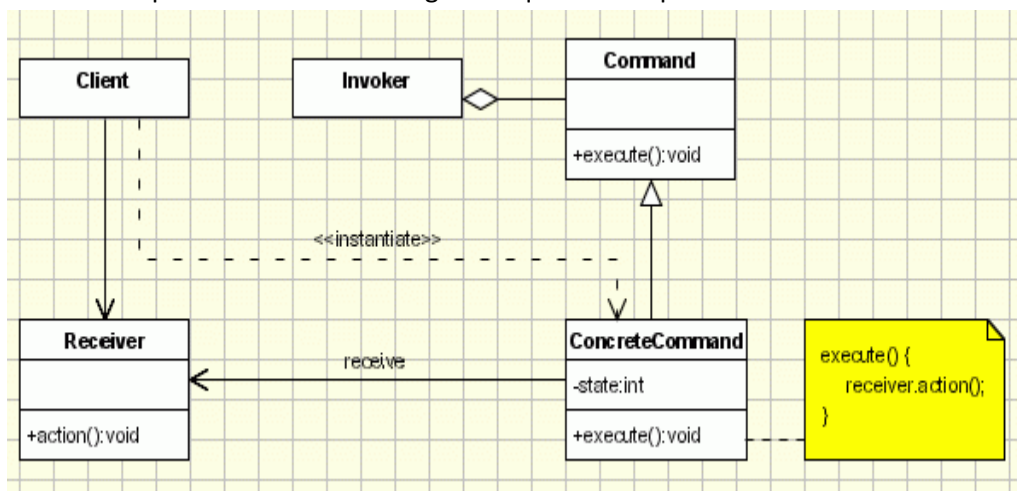 Client
Invoker
Command
+execute():void
<<instantiate>>
Receiver
+action():void
receive
ConcreteCommand
-state:int
+execute():void
execute() {
receiver.action();
}